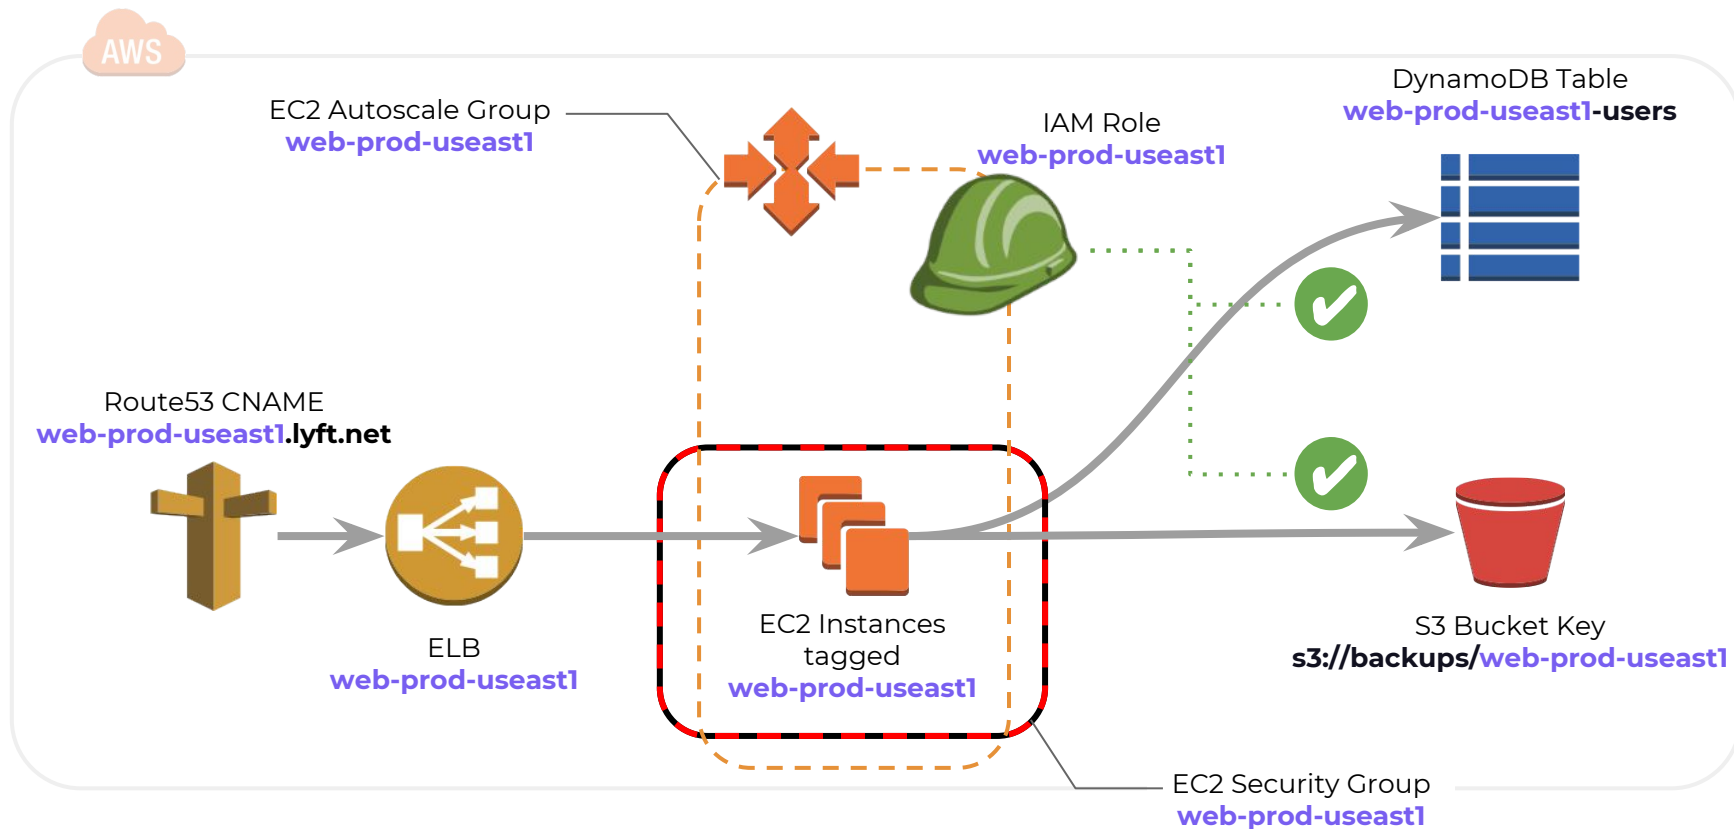 AWS
EC2 Autoscale Group
web-prod-useast1
IAM Role
web-prod-useast1
DynamoDB Table
web-prod-useast1-users
Route53 CNAME
web-prod-useast1.lyft.net
ELB
web-prod-useast1
EC2 Instances
tagged
web-prod-useast1
S3 Bucket Key
s3://backups/web-prod-useast1
EC2 Security Group
web-prod-useast1